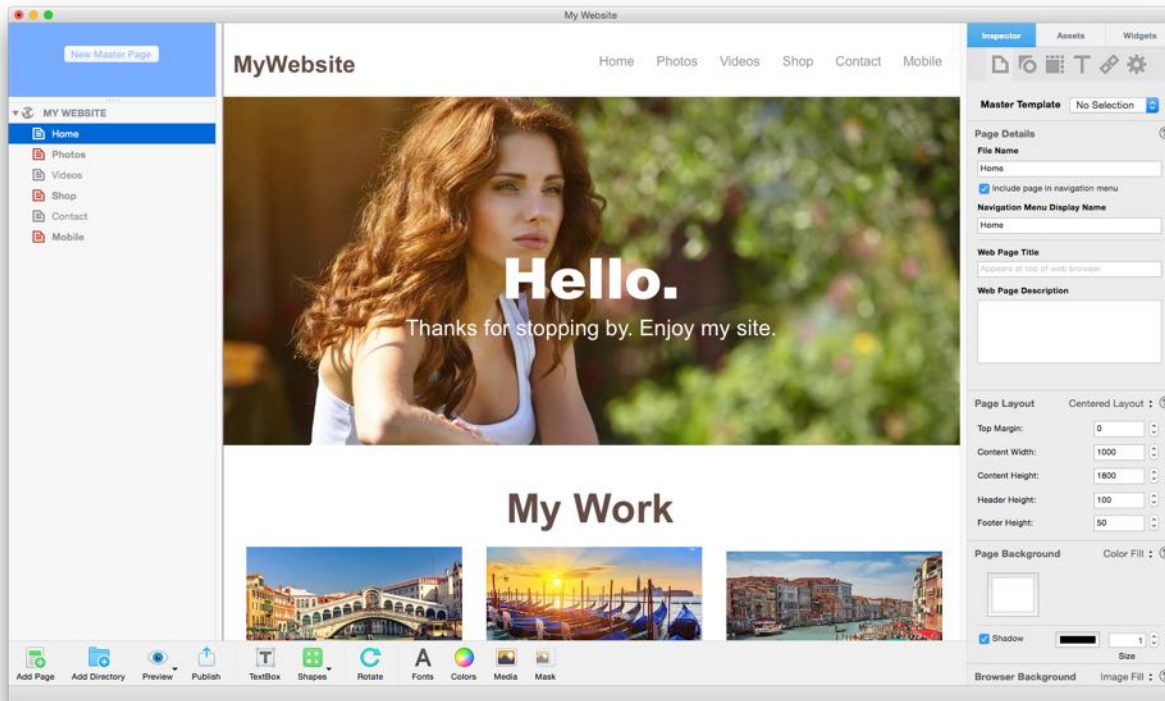 My Website
New Master Page
MY WEBSITE
Home
Photos
Videos
Shop
Contact
Mobile
MyWebsite
Home Photos Videos Shop Contact Mobile
Hello.
Thanks for stopping by. Enjoy my site.
My Work
Inspector Assets Widgets
Master Template No Selection
Page Details ?
File Name
Home
Include page in navigation menu
Navigation Menu Display Name
Home
Web Page Title
Appears at top of web browser
Web Page Description
Page Layout Centered Layout ?
Top Margin: 0
Content Width: 1000
Content Height: 1800
Header Height: 100
Footer Height: 50
Page Background Color Fill ?
Shadow 1
Size
Browser Background Image Fill ?
Add Page Add Directory Preview Publish TextBox Shapes Rotate Fonts Colors Media Mask